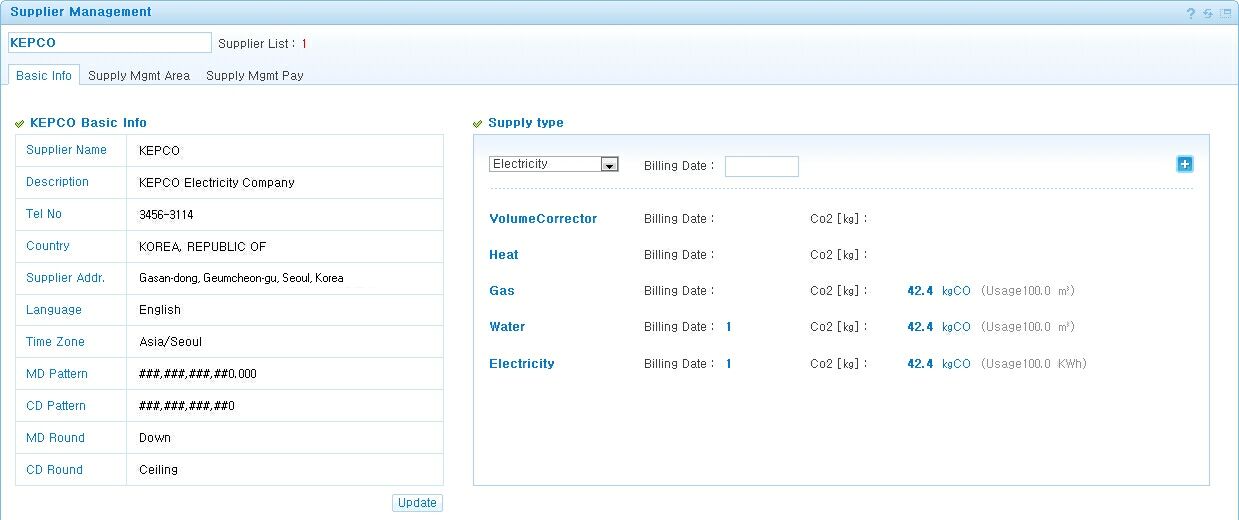 Supplier Management
?
KEPCO Supplier List : 1
Basic Info Supply Mgmt Area Supply Mgmt Pay
KEPCO Basic Info
Supplier Name KEPCO
Description KEPCO Electricity Company
Tel No 3456-3114
Country KOREA, REPUBLIC OF
Supplier Addr. Gasan-dong, Geumcheon-gu, Seoul, Korea
Language English
Time Zone Asia/Seoul
MD Pattern ###,###,###,##0.000
CD Pattern ###,###,###,##0
MD Round Down
CD Round Ceiling
Update
Supply type
Electricity Billing Date :
VolumeCorrector Billing Date : Co2 [㎏] :
Heat Billing Date : Co2 [㎏] :
Gas Billing Date : Co2 [㎏] : 42.4 kgCO (Usage100.0 ㎥)
Water Billing Date : 1 Co2 [㎏] : 42.4 kgCO (Usage100.0 ㎥)
Electricity Billing Date : 1 Co2 [㎏] : 42.4 kgCO (Usage100.0 KWh)